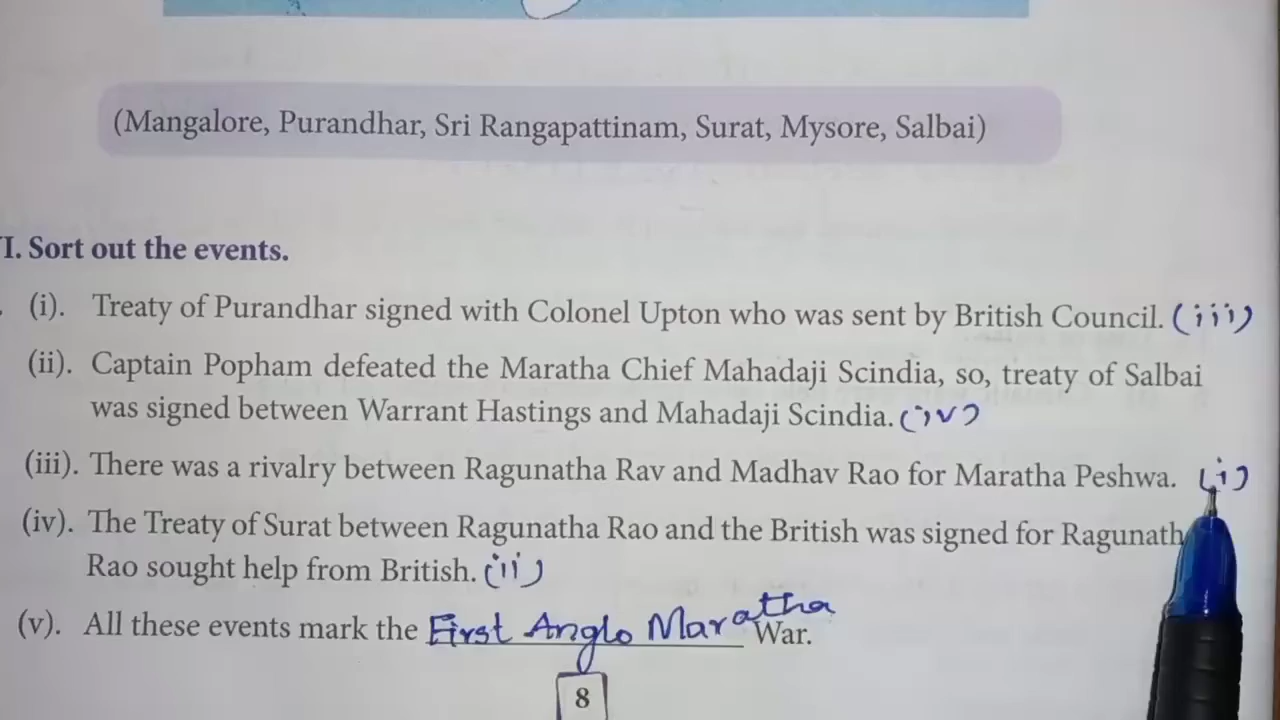 (Mangalore, Purandhar, Sri Rangapattinam, Surat, Mysore, Salbai)
I. Sort out the events.
(i). Treaty of Purandhar signed with Colonel Upton who was sent by British Council. (iii)
(ii). Captain Popham defeated the Maratha Chief Mahadaji Scindia, so, treaty of Salbai
was signed between Warrant Hastings and Mahadaji Scindia. (iv)
(iii). There was a rivalry between Ragunatha Rav and Madhav Rao for Maratha Peshwa. (i)
(iv). The Treaty of Surat between Ragunatha Rao and the British was signed for Ragunath
Rao sought help from British. (ii)
(v). All these events mark the First Anglo Maratha War.
8